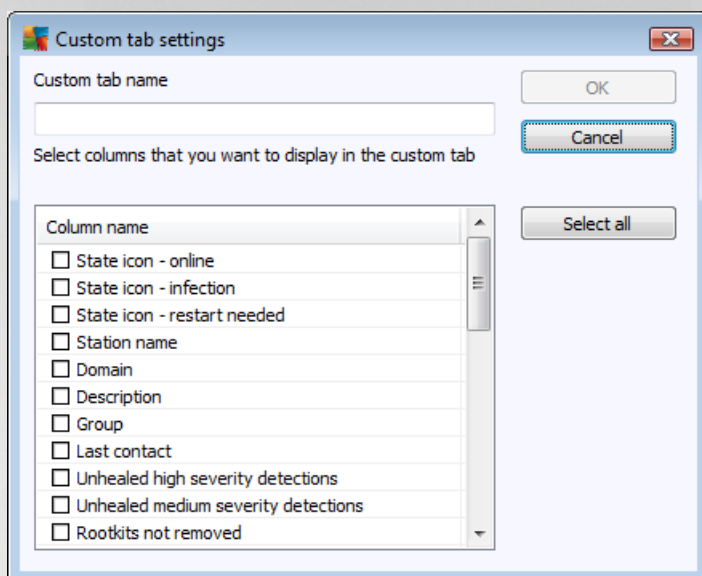 Custom tab settings
Custom tab name
OK
Cancel
Select columns that you want to display in the custom tab
Select all
Column name
State icon - online
State icon - infection
State icon - restart needed
Station name
Domain
Description
Group
Last contact
Unhealed high severity detections
Unhealed medium severity detections
Rootkits not removed